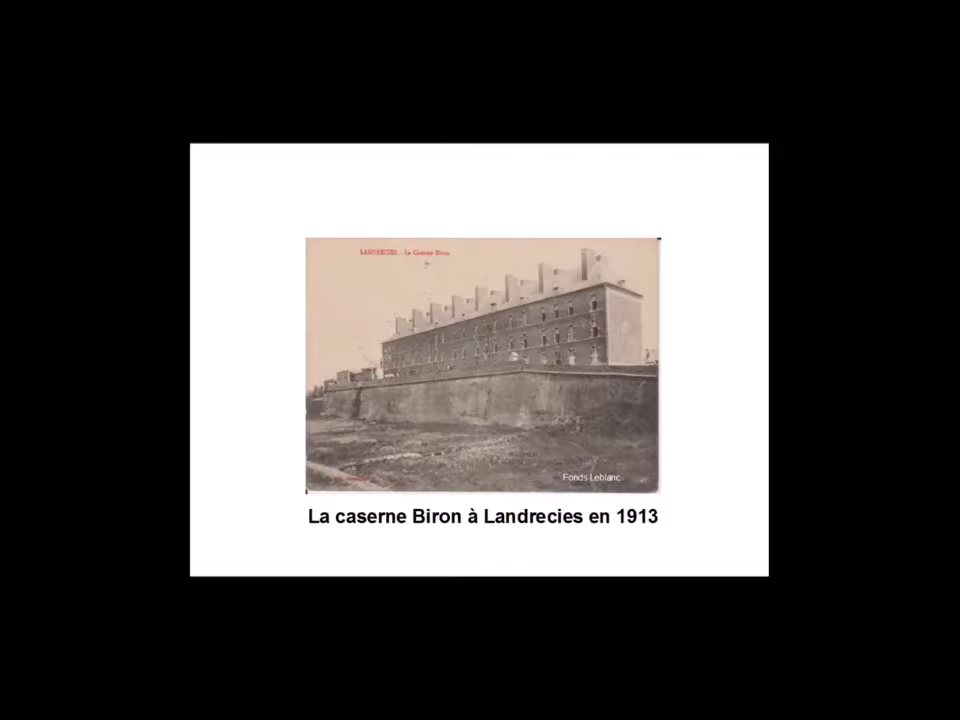 LANDRECIES. - La Caserne Biron
Fonds Leblanc
La caserne Biron à Landrecies en 1913